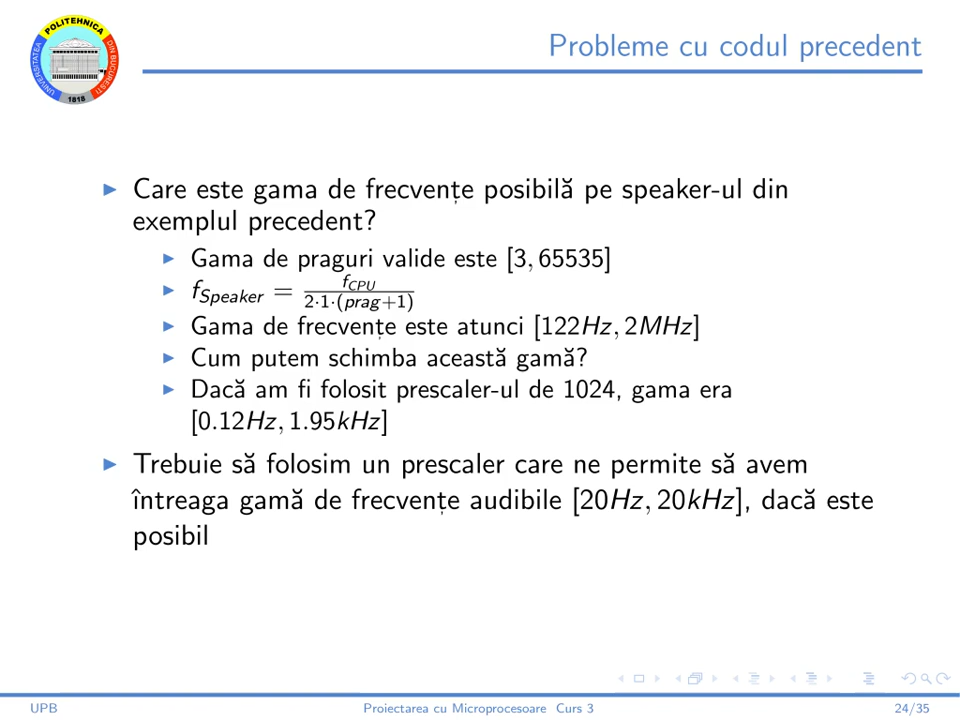 POLITEHNICA
UNIVERSITATEA
DIN BUCURESTI
1818
Probleme cu codul precedent
Care este gama de frecvențe posibilă pe speaker-ul din
exemplul precedent?
Gama de praguri valide este [3, 65535]
f_Speaker = f_CPU / 2·1·(prag+1)
Gama de frecvențe este atunci [122Hz, 2MHz]
Cum putem schimba această gamă?
Dacă am fi folosit prescaler-ul de 1024, gama era
[0.12Hz, 1.95kHz]
Trebuie să folosim un prescaler care ne permite să avem
întreaga gamă de frecvențe audibile [20Hz, 20kHz], dacă este
posibil
UPB
Proiectarea cu Microprocesoare Curs 3
24/35